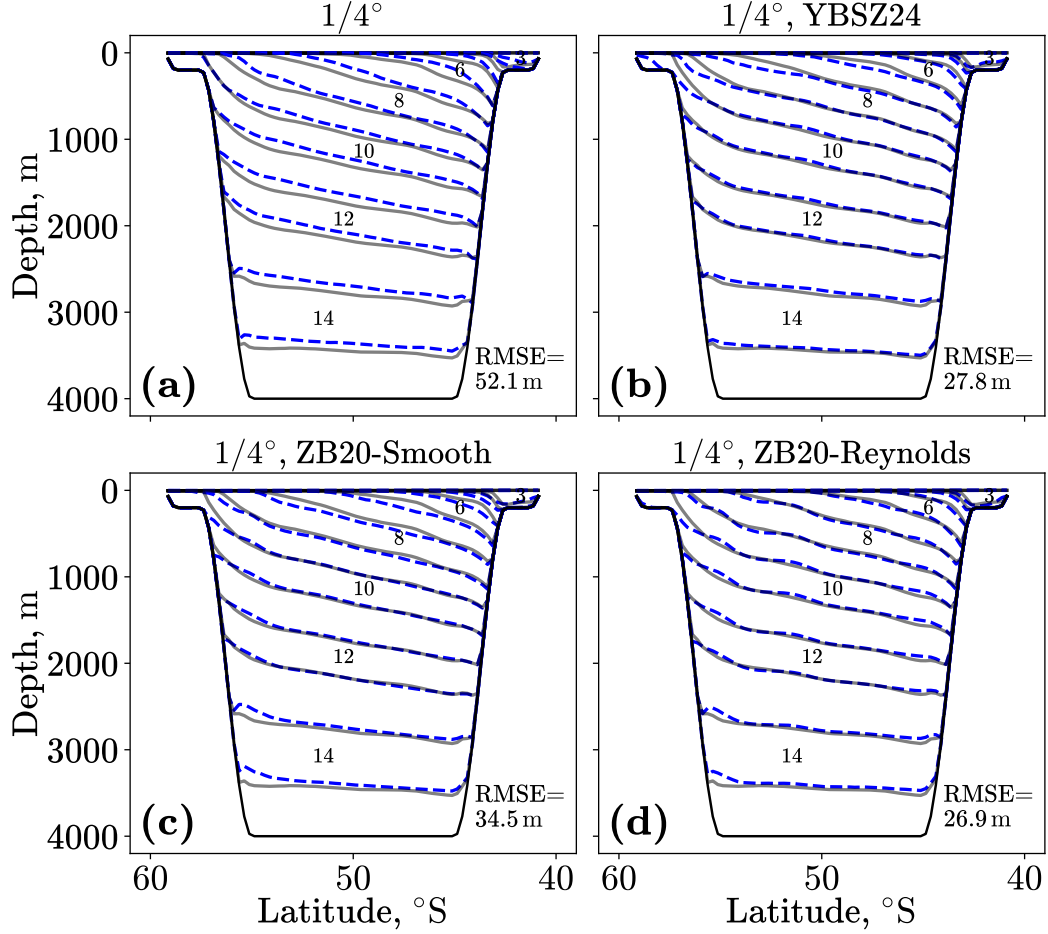 1/4°
1/4°, YBSZ24
0
1000
2000
3000
4000
Depth, m
3
6
8
10
12
14
RMSE=
52.1 m
(a)
3
6
8
10
12
14
RMSE=
27.8 m
(b)
1/4°, ZB20-Smooth
1/4°, ZB20-Reynolds
0
1000
2000
3000
4000
Depth, m
3
6
8
10
12
14
RMSE=
34.5 m
(c)
60
50
40
Latitude, °S
3
6
8
10
12
14
RMSE=
26.9 m
(d)
60
50
40
Latitude, °S